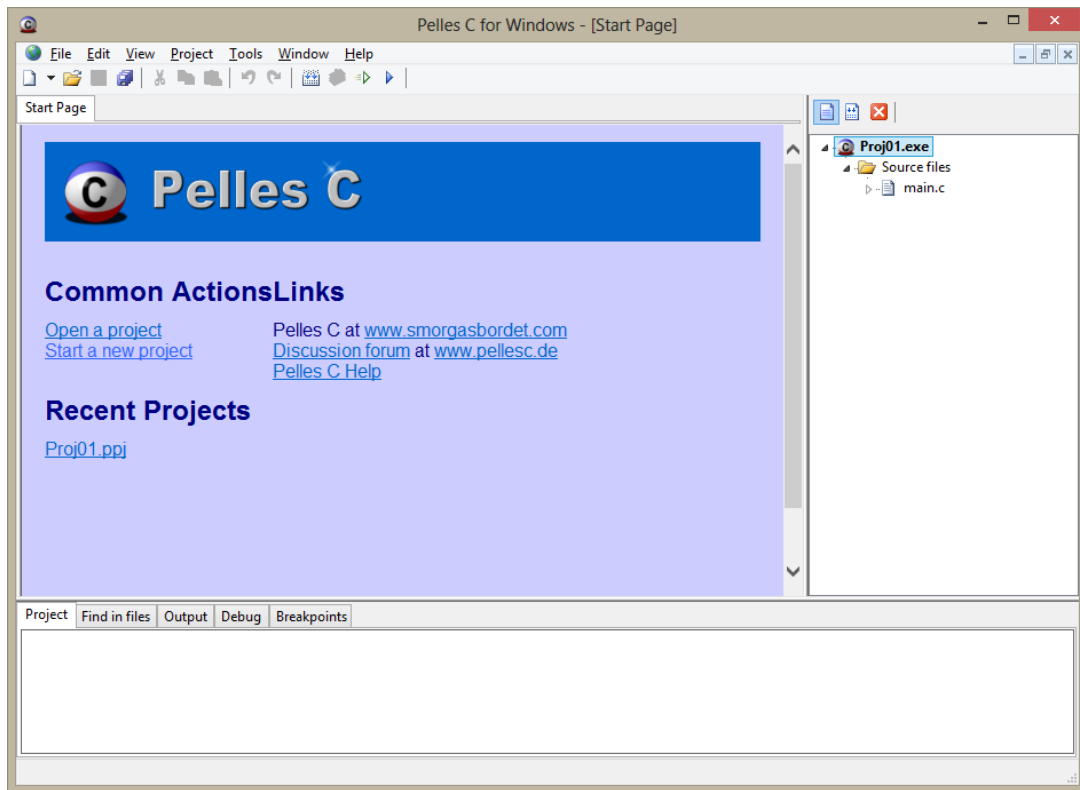 Pelles C for Windows - [Start Page]
File Edit View Project Tools Window Help
Start Page
C Pelles C
Common Actions Links
Open a project Pelles C at www.smorgasbordet.com
Start a new project Discussion forum at www.pellesc.de
Pelles C Help
Recent Projects
Proj01.ppj
Proj01.exe
Source files
main.c
Project Find in files Output Debug Breakpoints